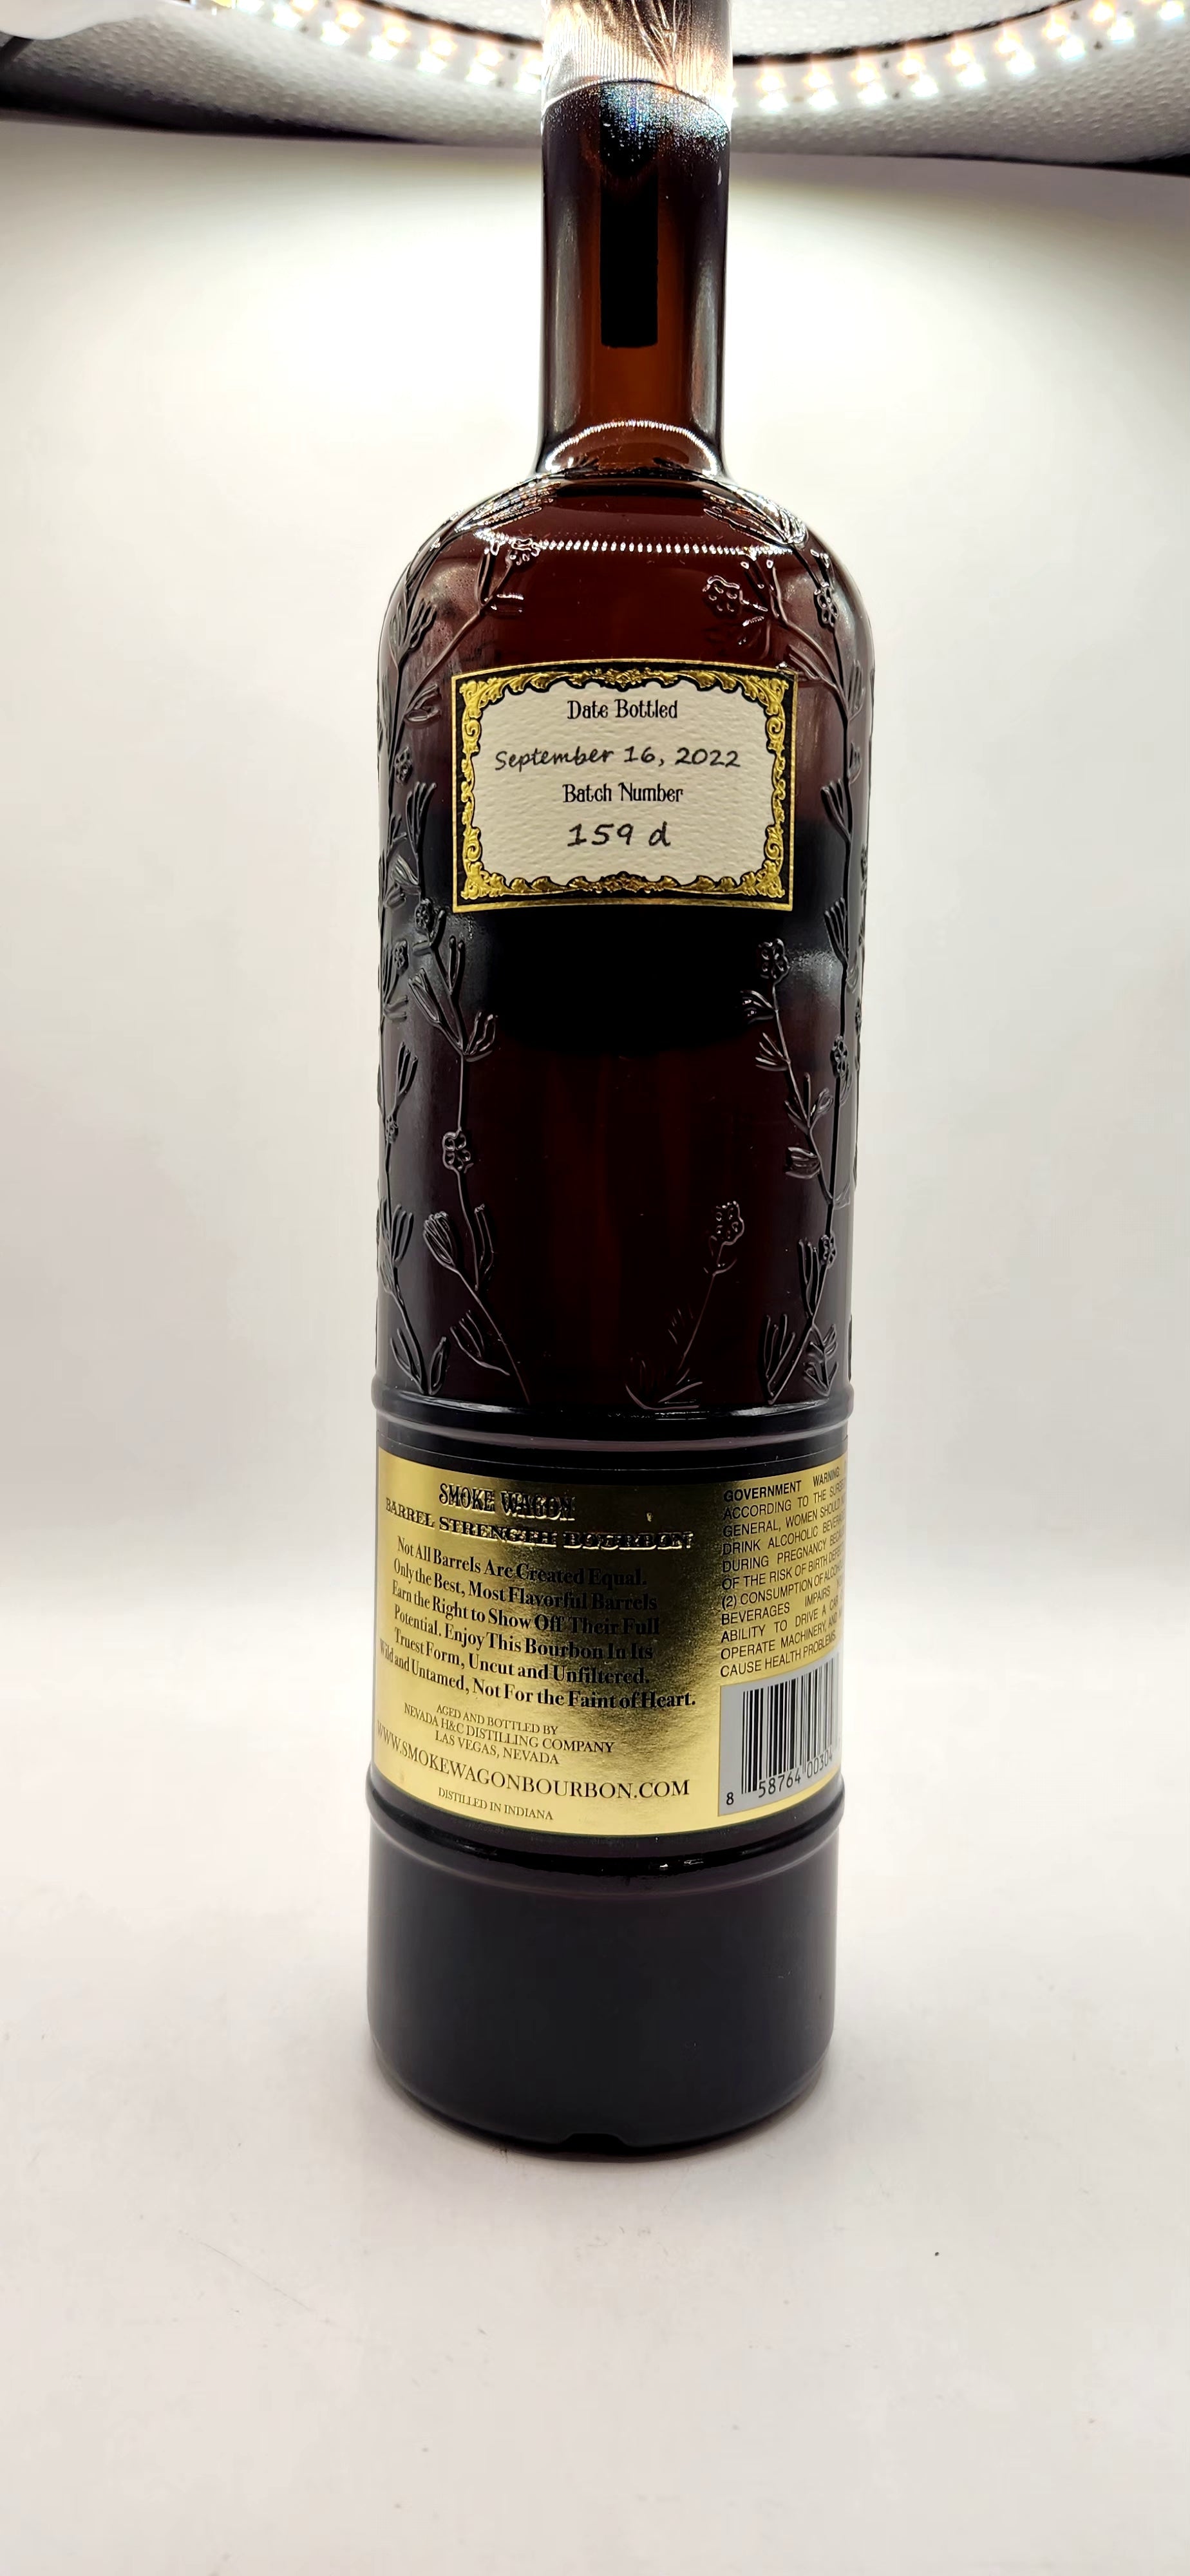 Date Bottled
September 16, 2022
Batch Number
159 d
SMOKE WAGON
BARREL STRENGTH BOURBON
Not All Barrels Are Created Equal.
Only the Best, Most Flavorful Barrels
Earn the Right to Show Off Their Full
Potential. Enjoy This Bourbon In Its
Truest Form, Uncut and Unfiltered.
Wild and Untamed, Not For the Faint of Heart.
AGED AND BOTTLED BY
NEVADA H&C DISTILLING COMPANY
LAS VEGAS, NEVADA
WWW.SMOKEWAGONBOURBON.COM
DISTILLED IN INDIANA
GOVERNMENT WARNING:
ACCORDING TO THE
GENERAL, WOMEN SHOULD
DRINK ALCOHOLIC
DURING PREGNANCY
OF THE RISK OF BIRTH
(2) CONSUMPTION OF
BEVERAGES IMPAIRS
ABILITY TO DRIVE A CAR
OPERATE MACHINERY, AND
CAUSE HEALTH PROBLEMS.
8 58764 00304